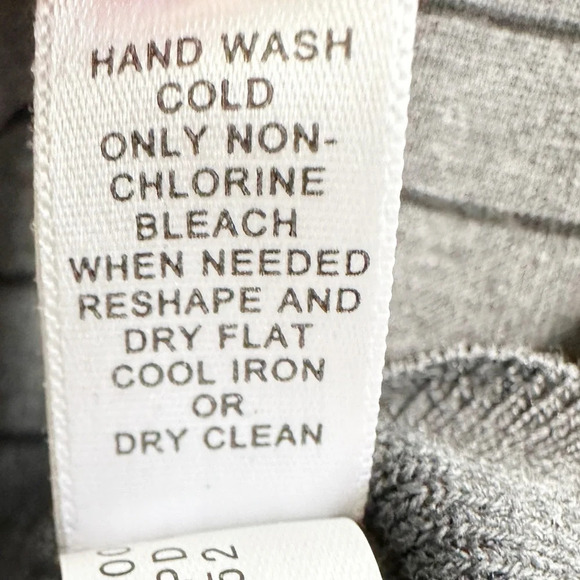 HAND WASH
COLD
ONLY NON-
CHLORINE
BLEACH
WHEN NEEDED
RESHAPE AND
DRY FLAT
COOL IRON
OR
DRY CLEAN